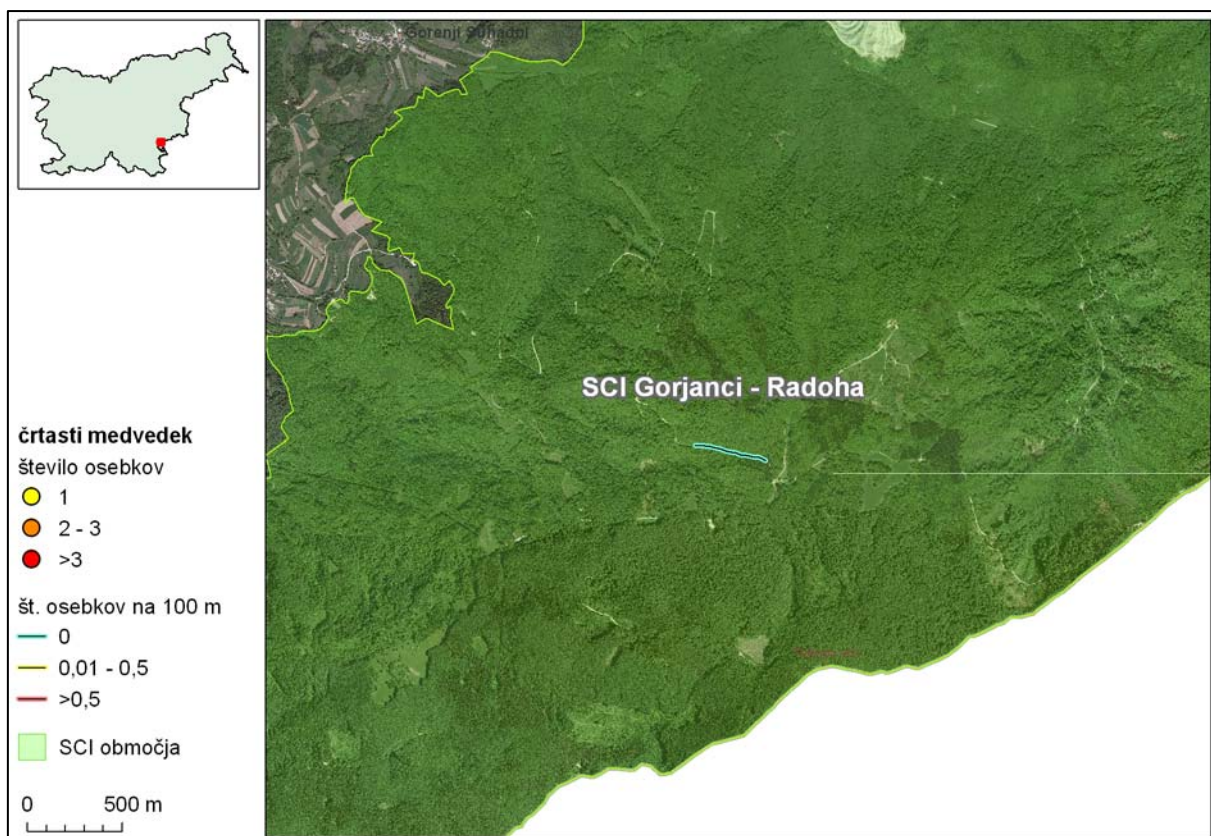 Gorenji Suhadol
SCI Gorjanci - Radoha
črtasti medvedek
število osebkov
1
2 - 3
>3
št. osebkov na 100 m
0
0,01 - 0,5
>0,5
SCI območja
0 500 m